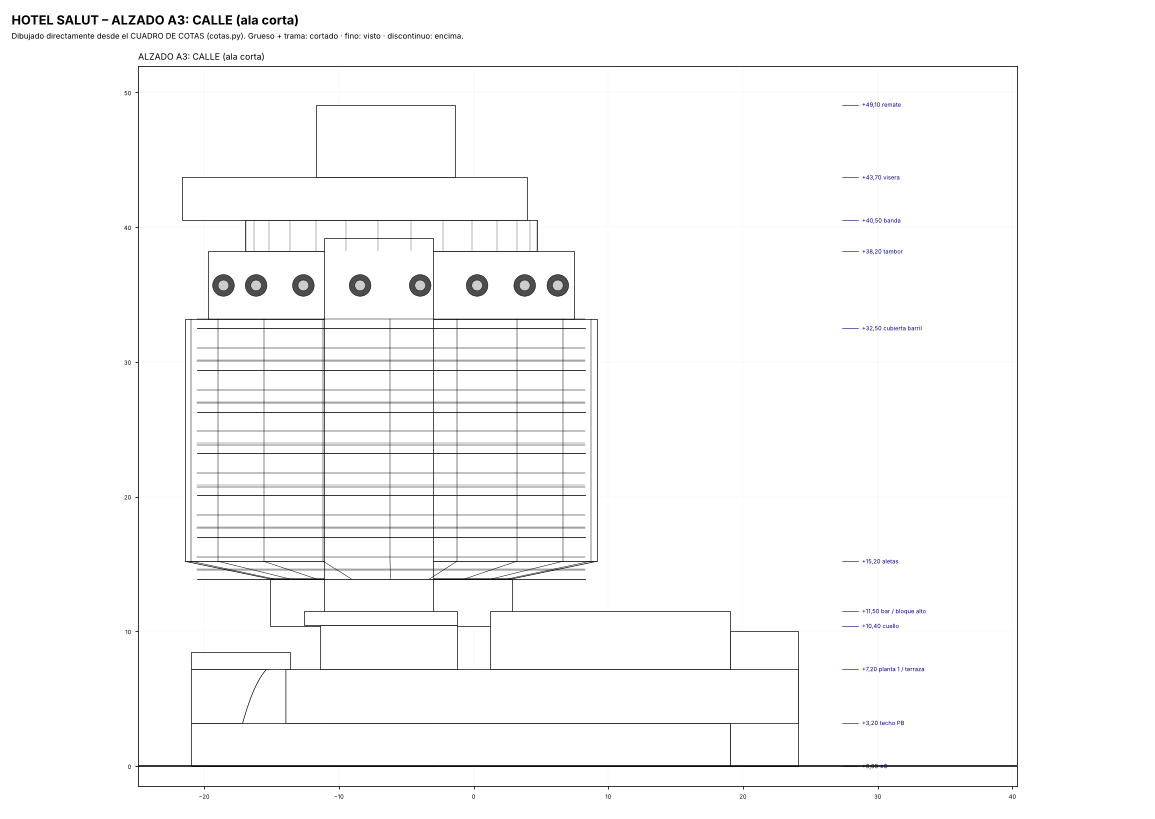 HOTEL SALUT – ALZADO A3: CALLE (ala corta)
Dibujado directamente desde el CUADRO DE COTAS (cotas.py). Grueso + trama: cortado · fino: visto · discontinuo: encima.
ALZADO A3: CALLE (ala corta)
50
+49,10 remate
+43,70 visera
+40,50 banda
40
+38,20 tambor
+32,50 cubierta barril
30
20
+15,20 aletas
+11,50 bar / bloque alto
+10,40 cuello
10
+7,20 planta 1 / terraza
+3,20 techo PB
0
−20
−10
0
10
20
30
40